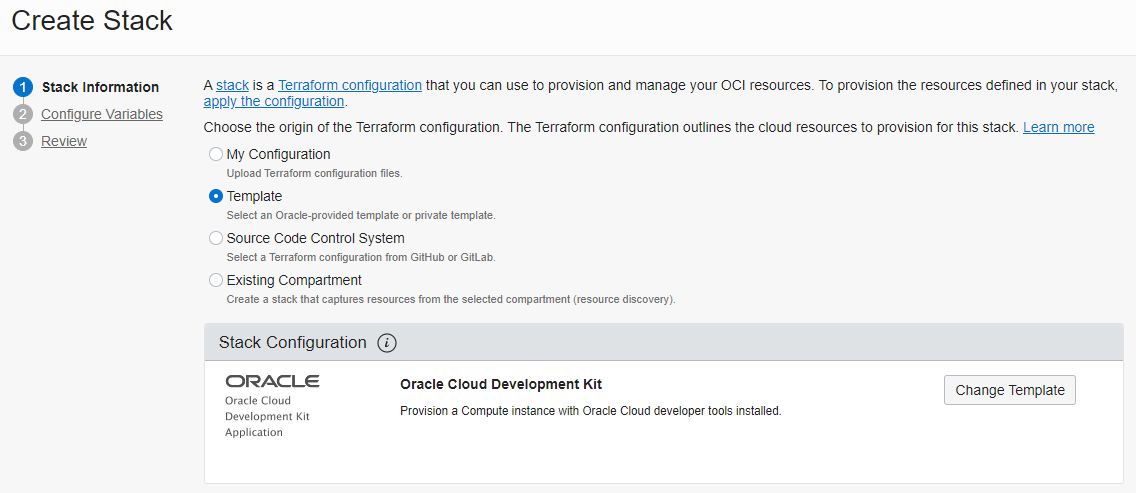 Create Stack
1 Stack Information
2 Configure Variables
3 Review
A stack is a Terraform configuration that you can use to provision and manage your OCI resources. To provision the resources defined in your stack,
apply the configuration.
Choose the origin of the Terraform configuration. The Terraform configuration outlines the cloud resources to provision for this stack. Learn more
My Configuration
Upload Terraform configuration files.
Template
Select an Oracle-provided template or private template.
Source Code Control System
Select a Terraform configuration from GitHub or GitLab.
Existing Compartment
Create a stack that captures resources from the selected compartment (resource discovery).
Stack Configuration i
ORACLE
Oracle Cloud
Development Kit
Application
Oracle Cloud Development Kit
Provision a Compute instance with Oracle Cloud developer tools installed.
Change Template